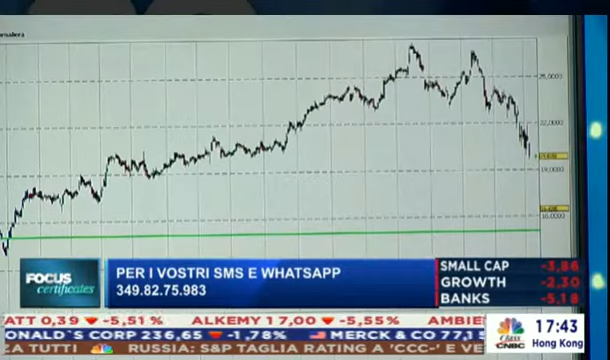 25,0000
22,0000
19,0000
16,0000
FOCUS
certificates
PER I VOSTRI SMS E WHATSAPP
349.82.75.983
SMALL CAP -3,86
GROWTH -2,30
BANKS -5,18
ATT 0,39 -5,51 % ALKEMY 17,00 -5,55% AMBIE
ONALD'S CORP 236,65 -1,78% MERCK & CO 77,1
ZA TUTTI RUSSIA: S&P TAGLIA RATING A 'CCC-' E VE
Class
CNBC
17:43
Hong Kong